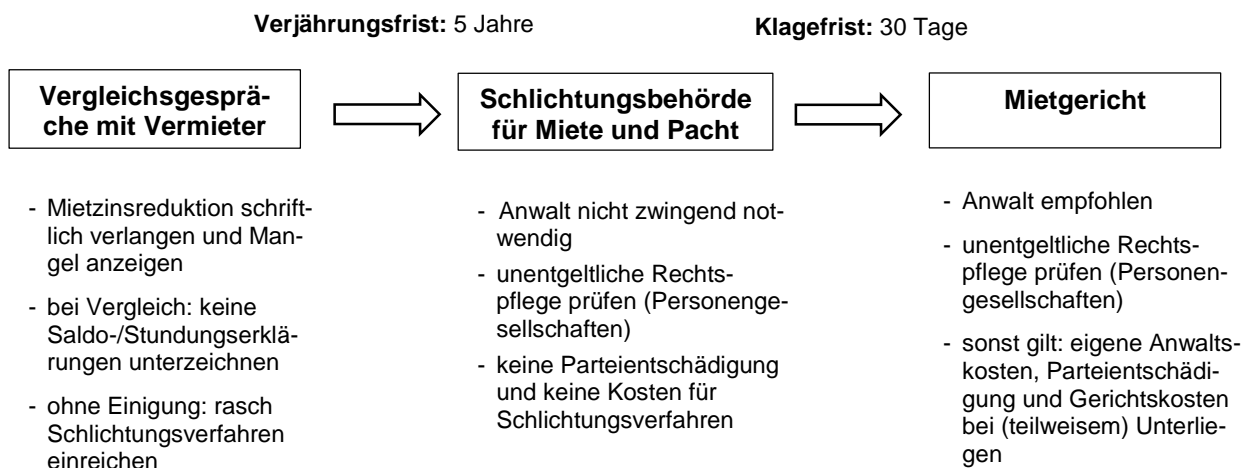 Verjährungsfrist: 5 Jahre
Klagefrist: 30 Tage
Vergleichsgesprä-
che mit Vermieter
Schlichtungsbehörde
für Miete und Pacht
Mietgericht
- Mietzinsreduktion schrift-
lich verlangen und Man-
gel anzeigen
- bei Vergleich: keine
Saldo-/Stundungserklä-
rungen unterzeichnen
- ohne Einigung: rasch
Schlichtungsverfahren
einreichen
- Anwalt nicht zwingend not-
wendig
- unentgeltliche Rechts-
pflege prüfen (Personenge-
sellschaften)
- keine Parteientschädigung
und keine Kosten für
Schlichtungsverfahren
- Anwalt empfohlen
- unentgeltliche Rechts-
pflege prüfen (Personen-
gesellschaften)
- sonst gilt: eigene Anwalts-
kosten, Parteientschädi-
gung und Gerichtskosten
bei (teilweisem) Unterlie-
gen